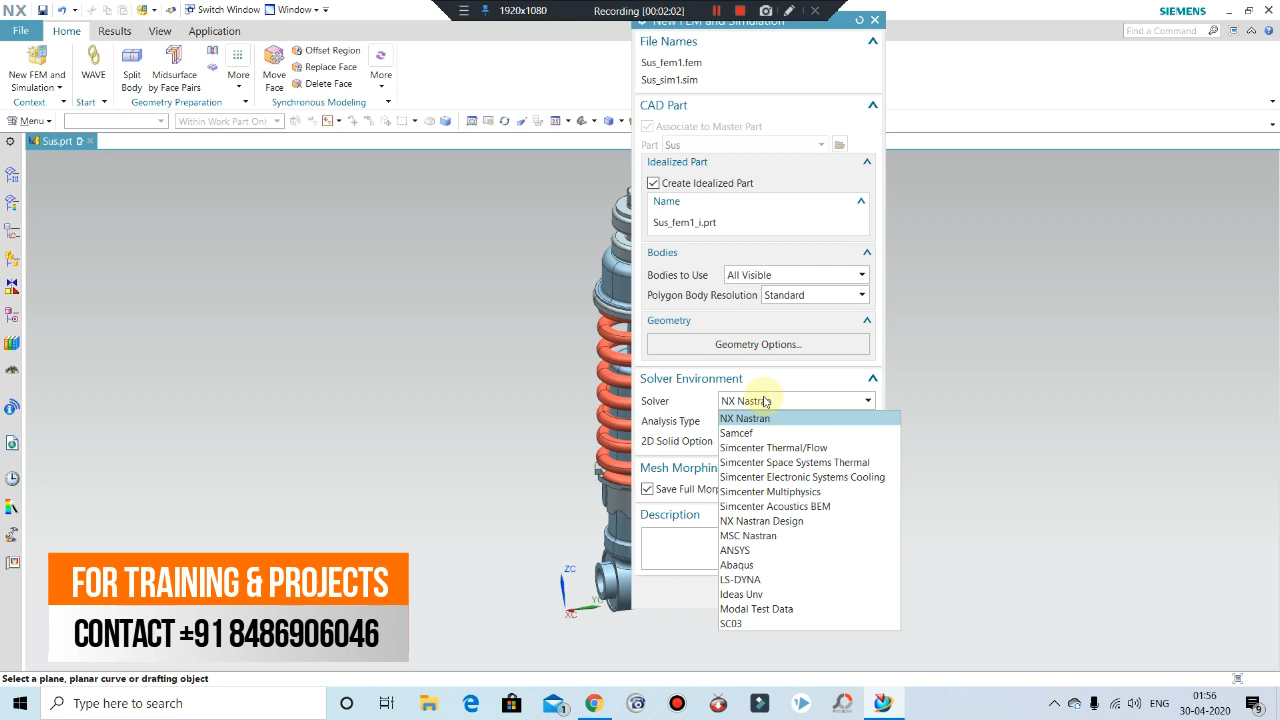 NX
Switch Window
Window
1920x1080
Recording [00:02:02]
SIEMENS
File
Home
Results
View
Application
Find a Command
New FEM and Simulation
WAVE
Split Body
Midsurface by Face Pairs
More
Move Face
Offset Region
Replace Face
Delete Face
More
Context
Start
Geometry Preparation
Synchronous Modeling
Menu
Within Work Part Onl
Sus.prt
New FEM and Simulation
File Names
Sus_fem1.fem
Sus_sim1.sim
CAD Part
Associate to Master Part
Part Sus
Idealized Part
Create Idealized Part
Name
Sus_fem1_i.prt
Bodies
Bodies to Use All Visible
Polygon Body Resolution Standard
Geometry
Geometry Options...
Solver Environment
Solver NX Nastran
Analysis Type
2D Solid Option
Mesh Morphin
Save Full Morp
Description
NX Nastran
Samcef
Simcenter Thermal/Flow
Simcenter Space Systems Thermal
Simcenter Electronic Systems Cooling
Simcenter Multiphysics
Simcenter Acoustics BEM
NX Nastran Design
MSC Nastran
ANSYS
Abaqus
LS-DYNA
Ideas Unv
Modal Test Data
SC03
ZC
YC
XC
FOR TRAINING & PROJECTS
CONTACT ±91 8486906046
Select a plane, planar curve or drafting object
Type here to search
ENG
01:56
30-04-2020